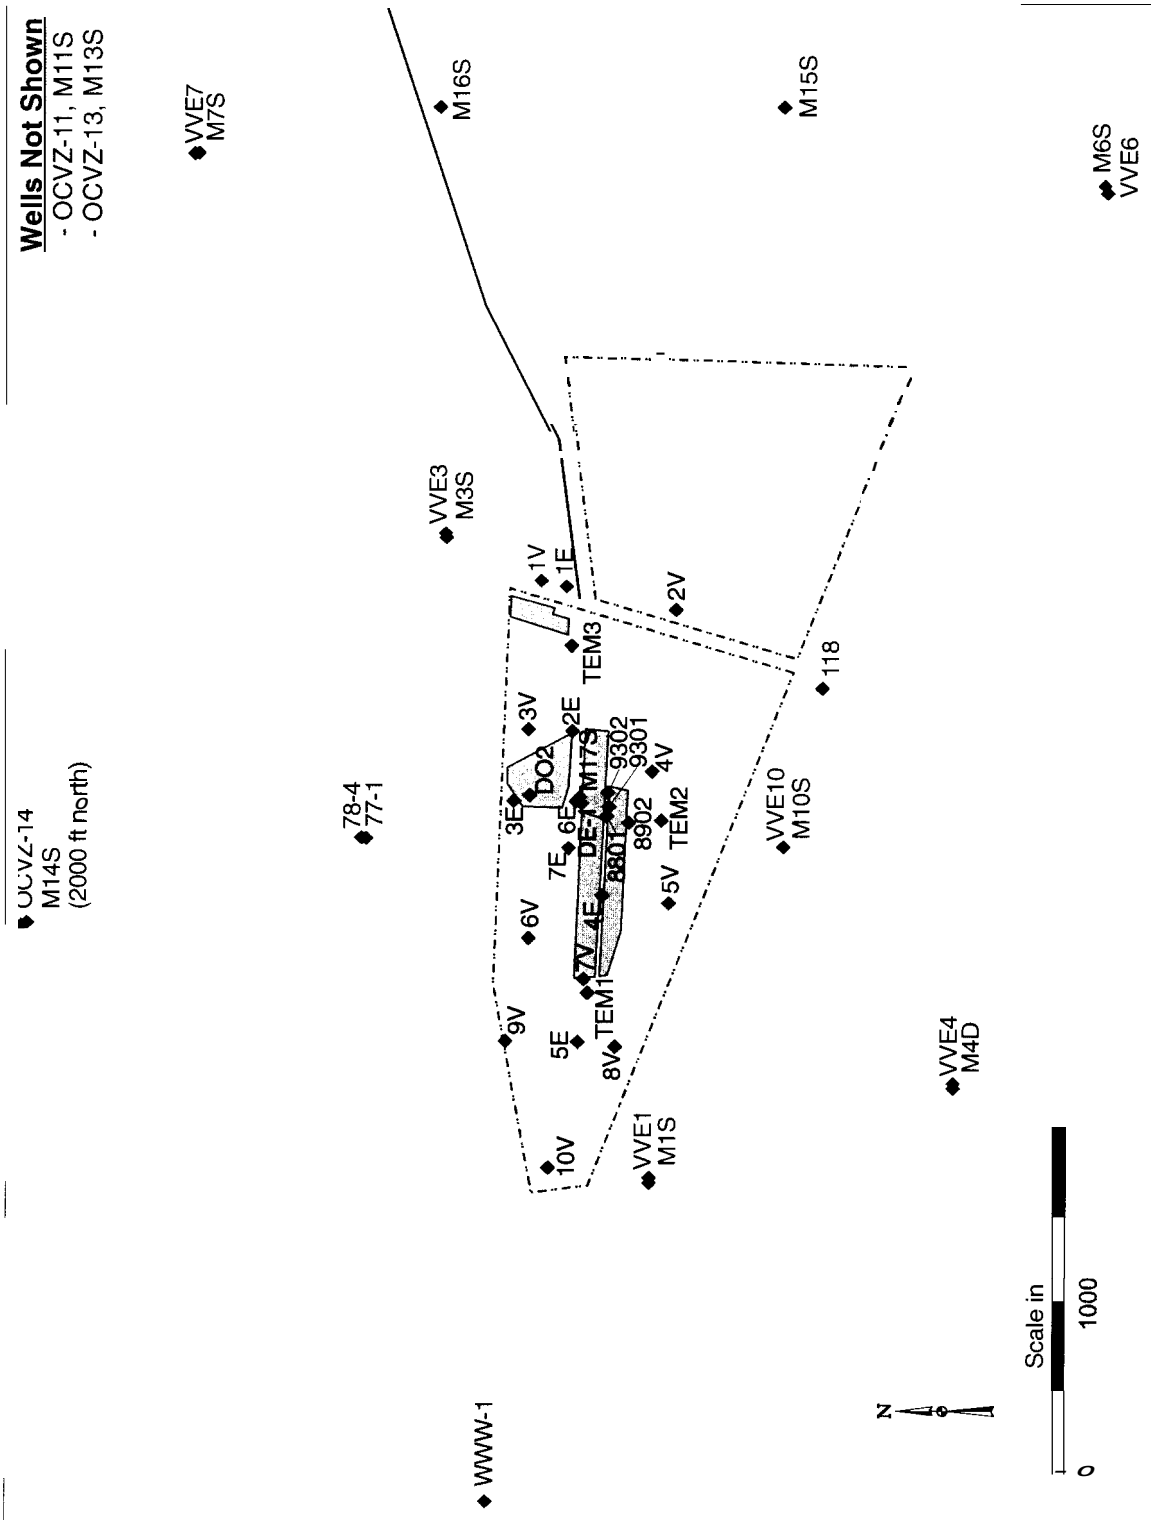 Wells Not Shown
- OCVZ-11, M11S
- OCVZ-13, M13S
OCVZ-14
M14S
(2000 ft north)
VVE7
M7S
78-4
77-1
M16S
VVE3
M3S
WWW-1
9V
6V
3E
DO2
3V
1V
1E
10V
5E
7E
6E
2E
TEM3
7V
DE-1
M17S
TEM1
4E
8801
9302
9301
8902
8V
VVE1
M1S
5V
TEM2
4V
2V
M15S
VVE10
M10S
118
VVE4
M4D
M6S
VVE6
N
Scale in
0
1000